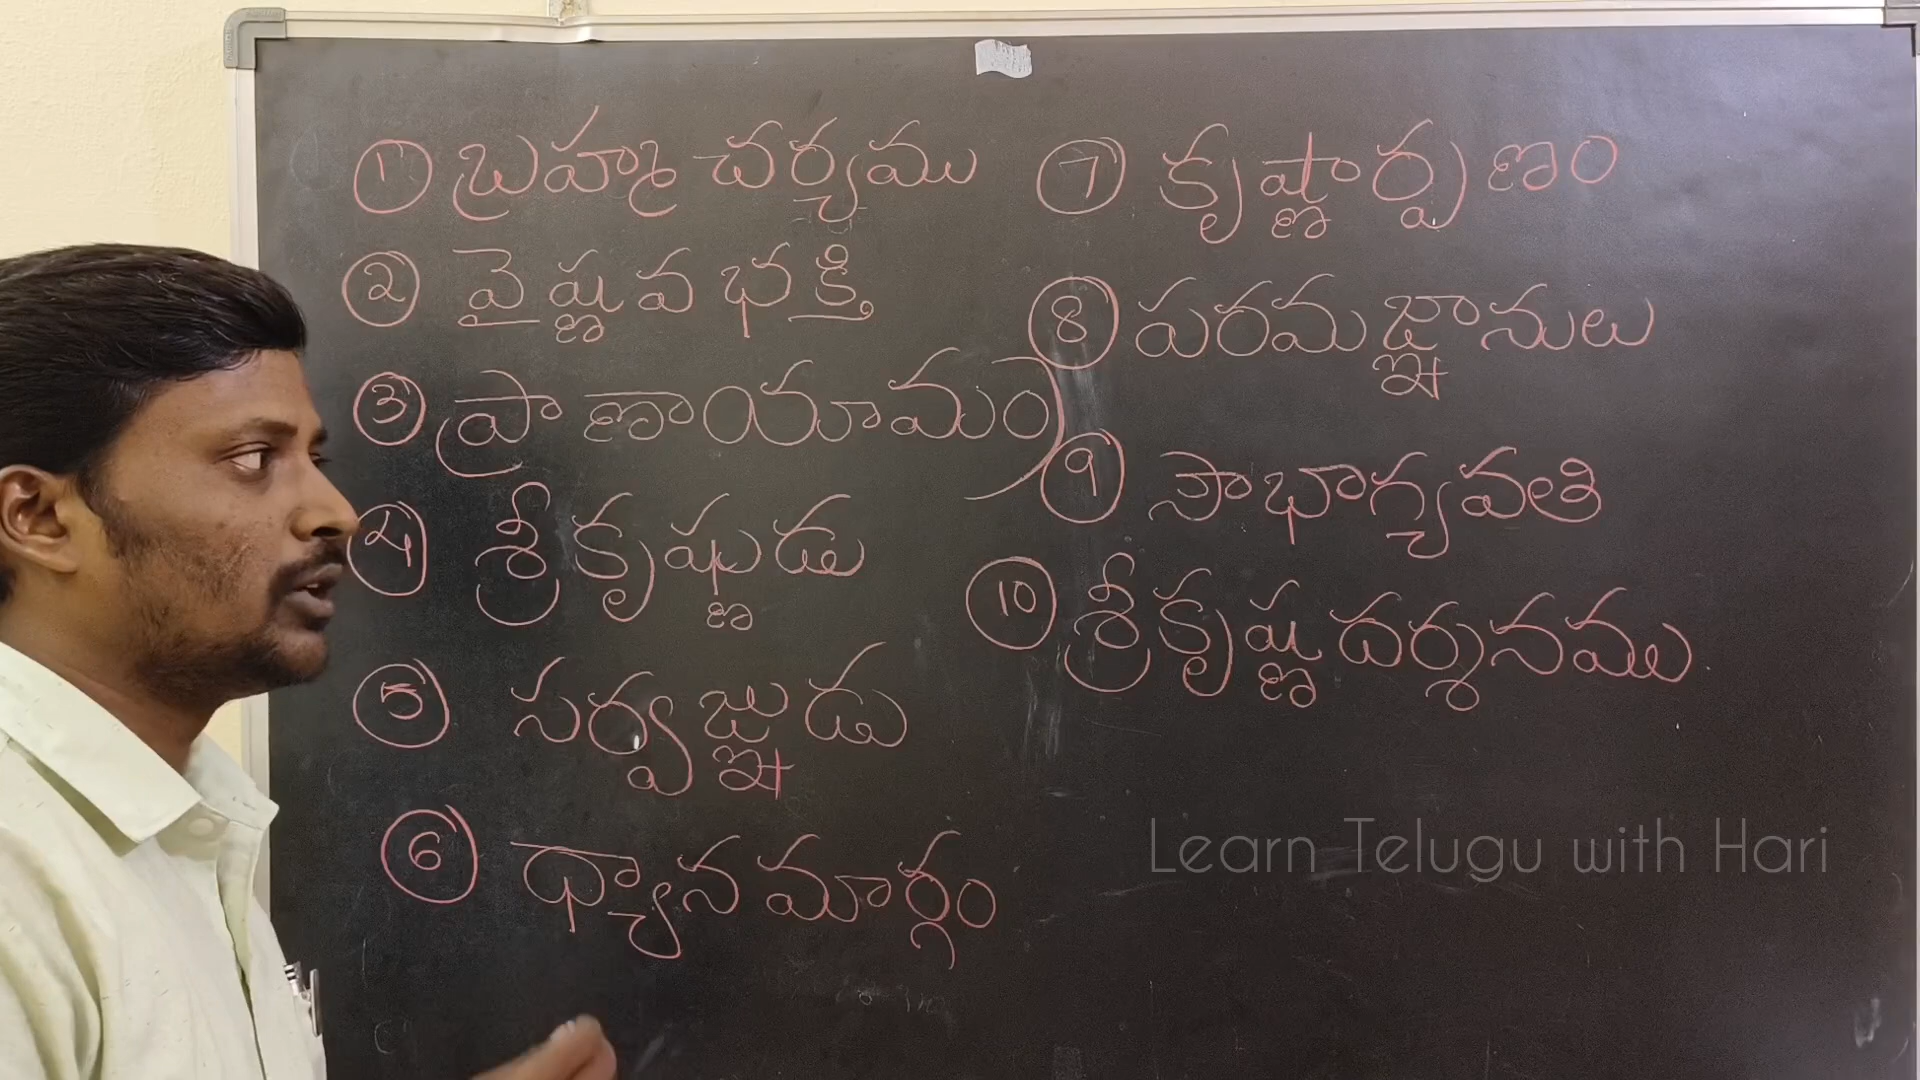 1 బ్రహ్మచర్యము
2 వైష్ణవ భక్తి
3 ప్రాణాయామం
4 శ్రీకృష్ణుడు
5 సర్వజ్ఞుడు
6 ధ్యానమార్గం
7 కృష్ణార్పణం
8 పరమజ్ఞానులు
9 సౌభాగ్యవతి
10 శ్రీకృష్ణదర్శనము
Learn Telugu with Hari